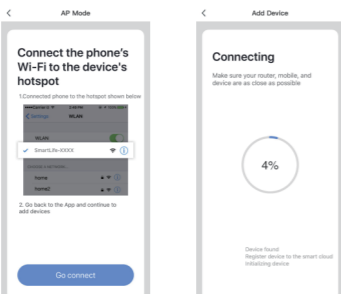 AP Mode
Connect the phone's
Wi-Fi to the device's
hotspot
1.Connected phone to the hotspot shown below
Settings
WLAN
WLAN
SmartLife-XXXX
home
home2
2. Go back to the App and continue to
add devices
Go connect
Add Device
Connecting
Make sure your router, mobile, and
device are as close as possible
4%
Device found
Register device to the smart cloud
Initializing device